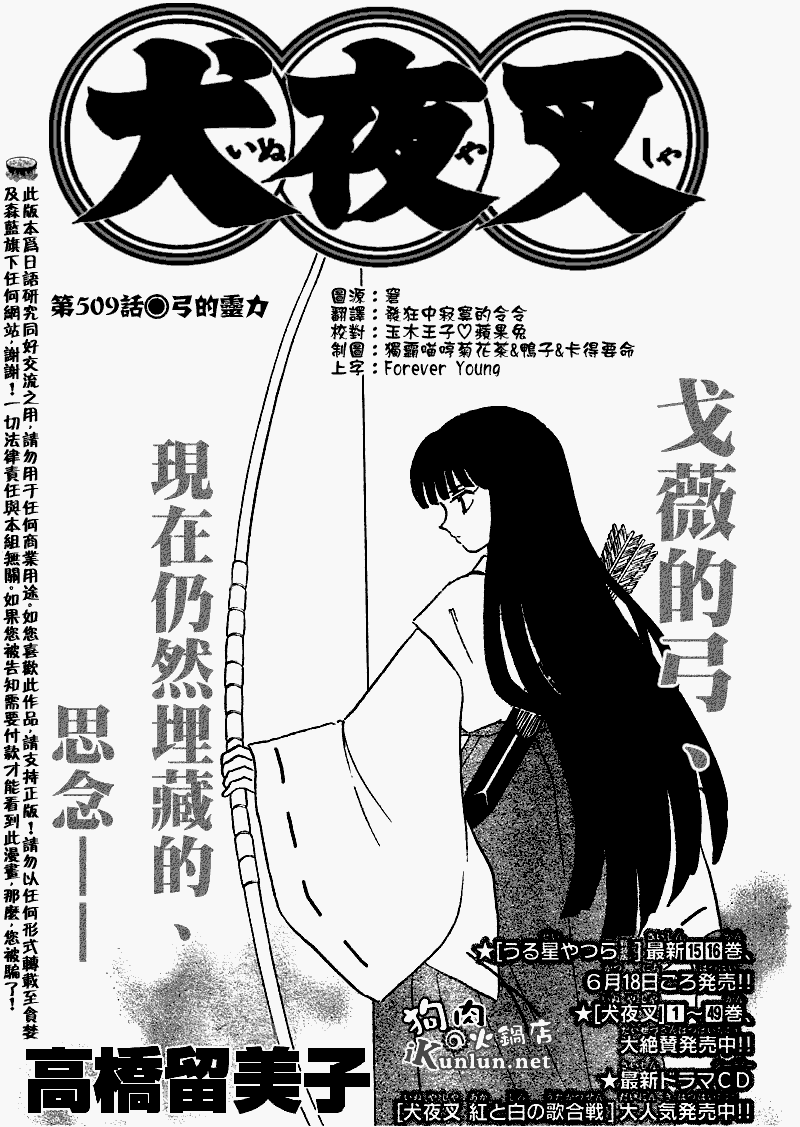 犬夜叉
いぬ や しゃ
第509話◉弓的靈力
圖源：窘
翻譯：發狂中寂寞的令令
校對：玉木王子♡蘋果兔
制圖：獨霸喵哼菊花茶&鴨子&卡得要命
上字：Forever Young
戈薇的弓、
現在仍然埋藏的、
思念——
此版本爲日語研究同好交流之用，請勿用于任何商業用途。如您喜歡此作品，請支持正版！請勿以任何形式轉載至貪婪
及森藍旗下任何網站，謝謝！一切法律責任與本組無關。如果您被告知需要付款才能看到此漫畫，那麼，您被騙了！
★[うる星やつら]最新15 16巻、
6月18日ごろ発売!!
★[犬夜叉]1～49巻、
大絶賛発売中!!
★最新ドラマCD
[犬夜叉 紅と白の歌合戦]大人気発売中!!
狗肉火鍋店
iKunlun.net
高橋留美子